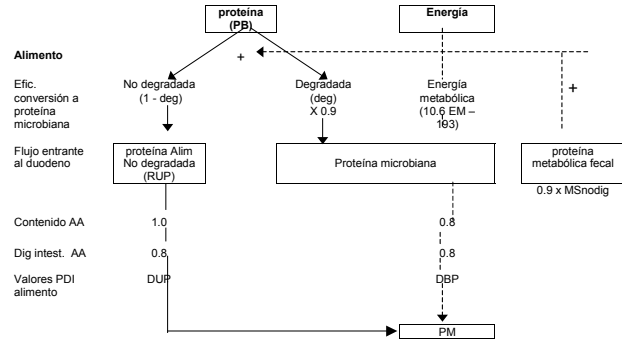 proteína
(PB)
Energía
Alimento
+
Efic.
conversión a
proteína
microbiana
No degradada
(1 - deg)
Degradada
(deg)
X 0.9
Energía
metabólica
(10.6 EM –
193)
+
Flujo entrante
al duodeno
proteína Alim
No degradada
(RUP)
Proteína microbiana
proteína
metabólica fecal
0.9 x MSnodig
Contenido AA
1.0
0.8
Dig intest. AA
0.8
0.8
Valores PDI
alimento
DUP
DBP
PM